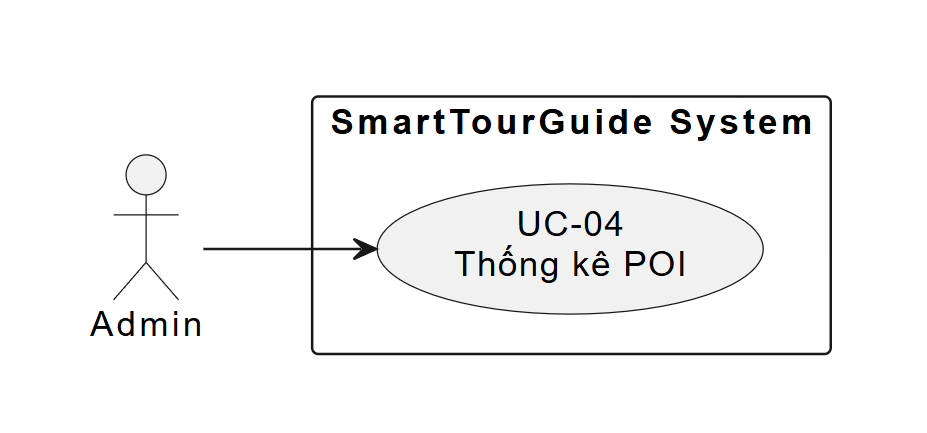 SmartTourGuide System
UC-04
Thống kê POI
Admin